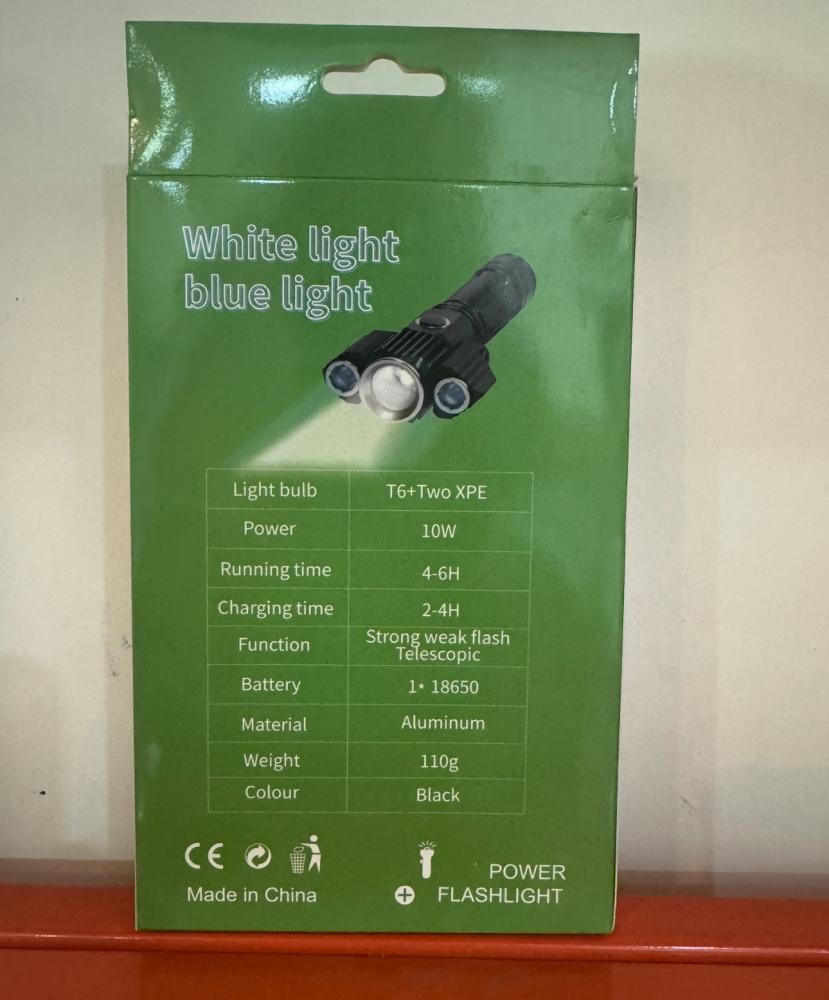 White light
blue light
Light bulb T6+Two XPE
Power 10W
Running time 4-6H
Charging time 2-4H
Function Strong weak flash
Telescopic
Battery 1* 18650
Material Aluminum
Weight 110g
Colour Black
CE
Made in China
POWER
FLASHLIGHT